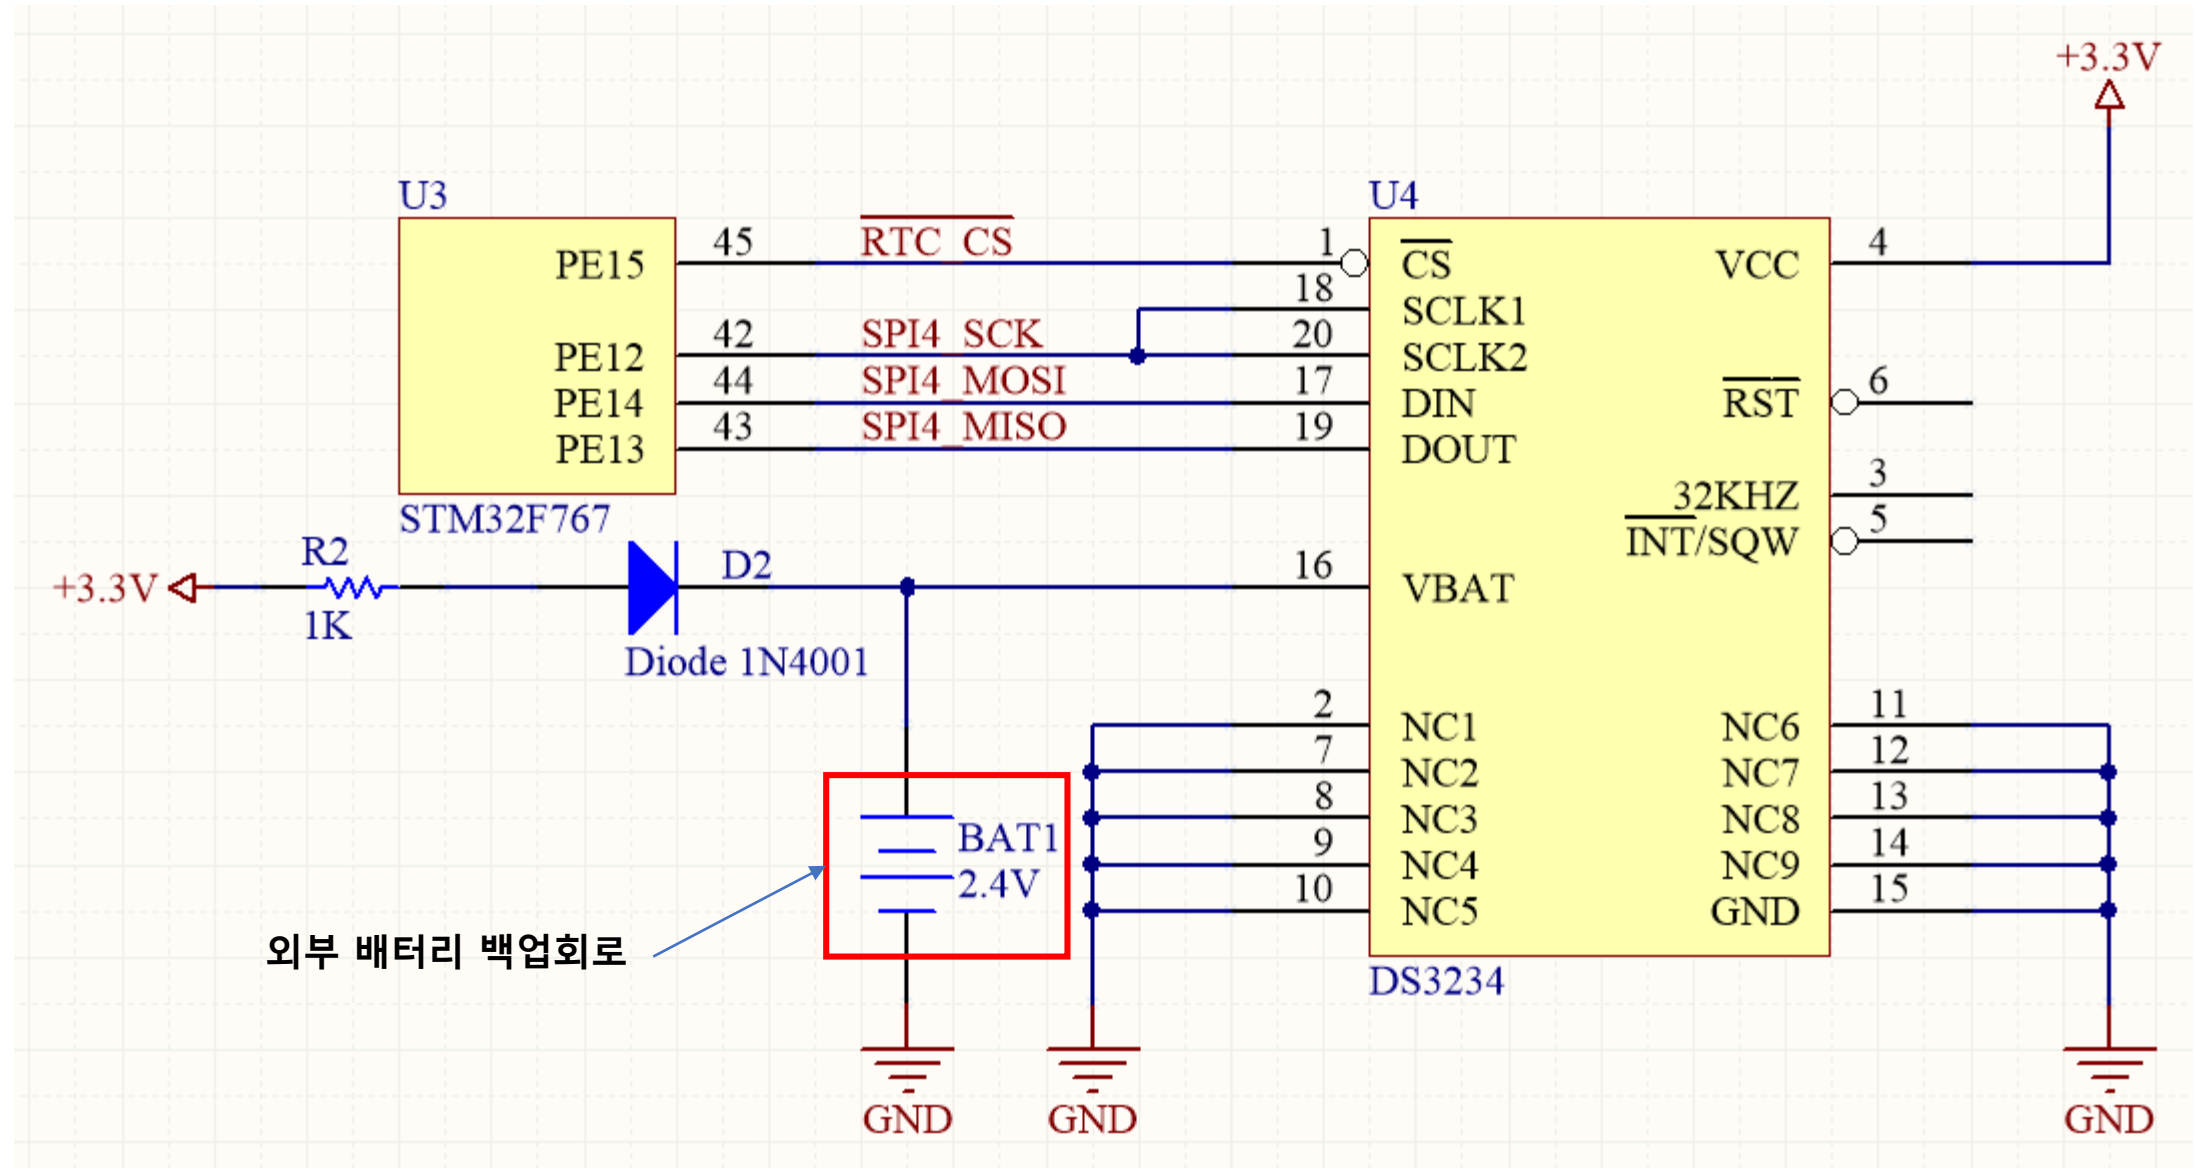 +3.3V
U3
U4
45
RTC_CS
1
CS
VCC
4
PE15
18
SCLK1
42
SPI4_SCK
20
PE12
SCLK2
44
SPI4_MOSI
17
RST
6
PE14
DIN
43
SPI4_MISO
19
PE13
DOUT
3
32KHZ
STM32F767
5
INT/SQW
R2
D2
16
+3.3V
VBAT
1K
Diode 1N4001
2
NC1
NC6
11
7
NC2
NC7
12
8
NC3
NC8
13
BAT1
9
NC4
NC9
14
2.4V
10
NC5
GND
15
외부 배터리 백업회로
DS3234
GND
GND
GND